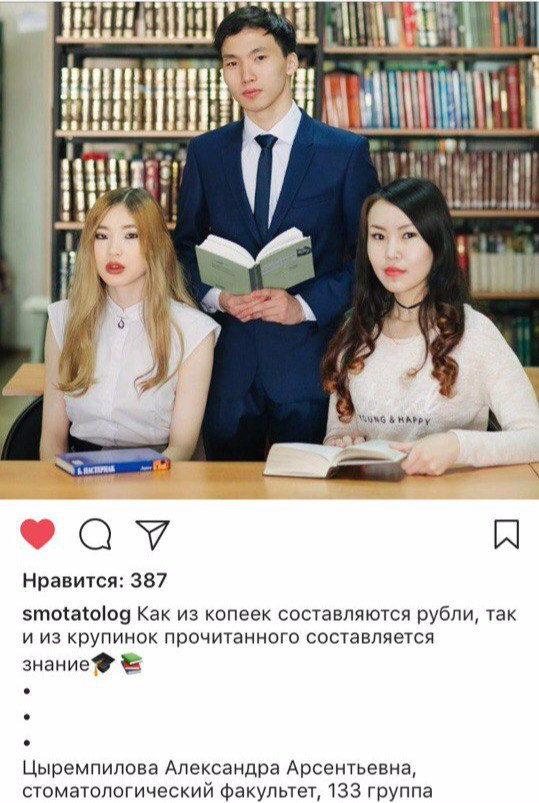 YOUNG & HAPPY
Б. ПАСТЕРНАК
Нравится: 387
smotatolog Как из копеек составляются рубли, так
и из крупинок прочитанного составляется
знание🎓📚
•
•
•
Цыремпилова Александра Арсентьевна,
стоматологический факультет, 133 группа